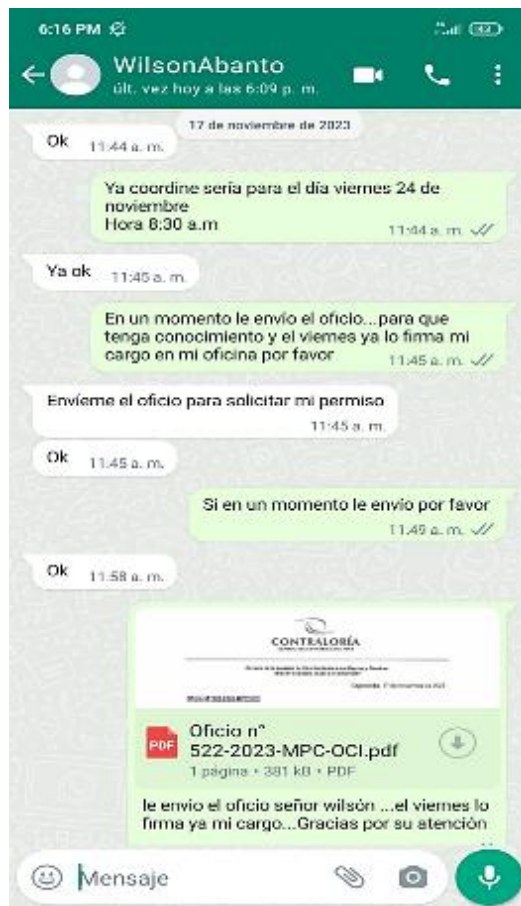 6:16 PM
WilsonAbanto
últ. vez hoy a las 6:09 p. m.
17 de noviembre de 2023
Ok 11:44 a. m.
Ya coordine sería para el día viernes 24 de
noviembre
Hora 8:30 a.m
11:44 a. m.
Ya ok 11:45 a. m.
En un momento le envío el oficio...para que
tenga conocimiento y el viernes ya lo firma mi
cargo en mi oficina por favor
11:45 a. m.
Envíeme el oficio para solicitar mi permiso
11:45 a. m.
Ok 11:45 a. m.
Si en un momento le envío por favor
11:49 a. m.
Ok 11:58 a. m.
CONTRALORÍA
PDF
Oficio n°
522-2023-MPC-OCI.pdf
1 página • 381 kB • PDF
le envio el oficio señor wilsón ...el viernes lo
firma ya mi cargo...Gracias por su atención
Mensaje